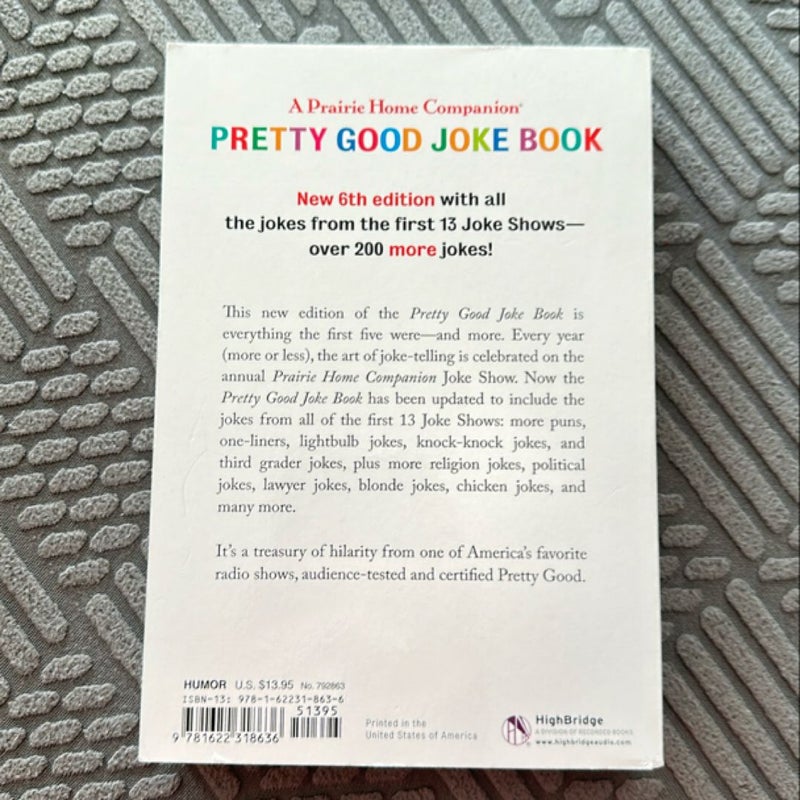 A Prairie Home Companion®
PRETTY GOOD JOKE BOOK
New 6th edition with all
the jokes from the first 13 Joke Shows—
over 200 more jokes!
This new edition of the Pretty Good Joke Book is
everything the first five were—and more. Every year
(more or less), the art of joke-telling is celebrated on the
annual Prairie Home Companion Joke Show. Now the
Pretty Good Joke Book has been updated to include the
jokes from all of the first 13 Joke Shows: more puns,
one-liners, lightbulb jokes, knock-knock jokes, and
third grader jokes, plus more religion jokes, political
jokes, lawyer jokes, blonde jokes, chicken jokes, and
many more.
It's a treasury of hilarity from one of America's favorite
radio shows, audience-tested and certified Pretty Good.
HUMOR U.S. $13.95 No. 792863
ISBN-13: 978-1-62231-863-6
51395
9 781622 318636
Printed in the
United States of America
HighBridge
A DIVISION OF RECORDED BOOKS
www.highbridgeaudio.com